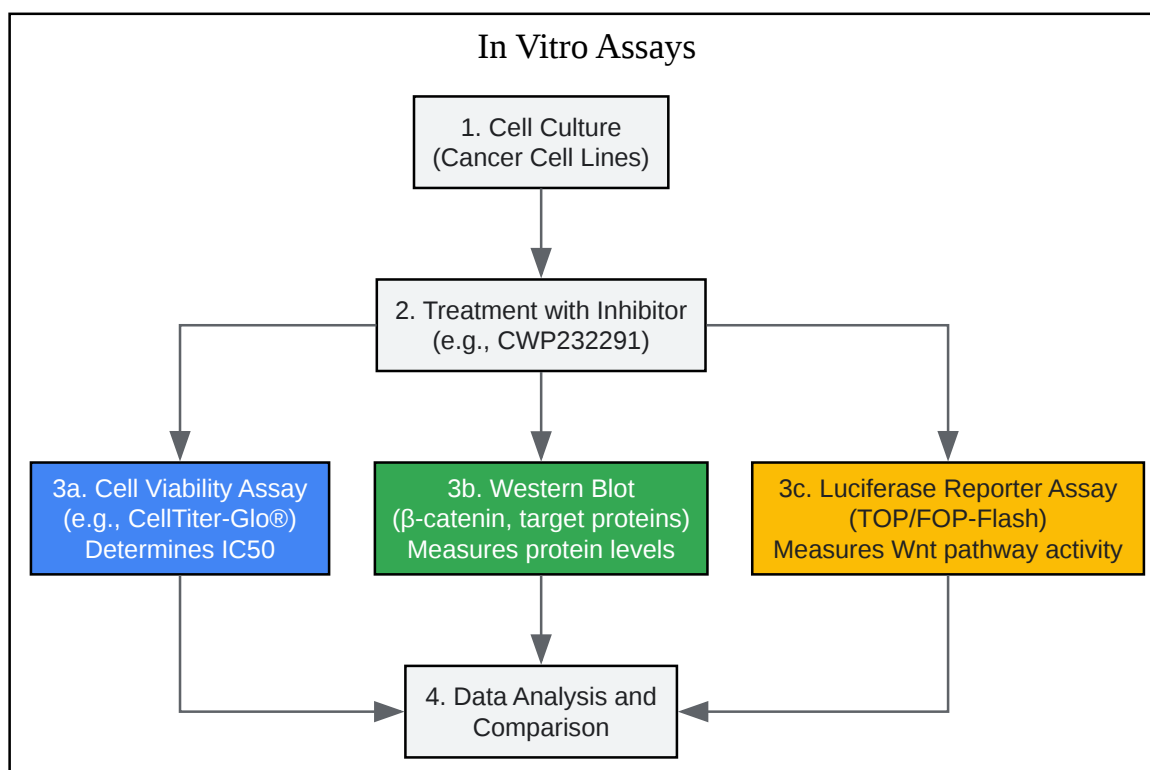 In Vitro Assays
1. Cell Culture
(Cancer Cell Lines)
2. Treatment with Inhibitor
(e.g., CWP232291)
3a. Cell Viability Assay
(e.g., CellTiter-Glo®)
Determines IC50
3b. Western Blot
(β-catenin, target proteins)
Measures protein levels
3c. Luciferase Reporter Assay
(TOP/FOP-Flash)
Measures Wnt pathway activity
4. Data Analysis and
Comparison